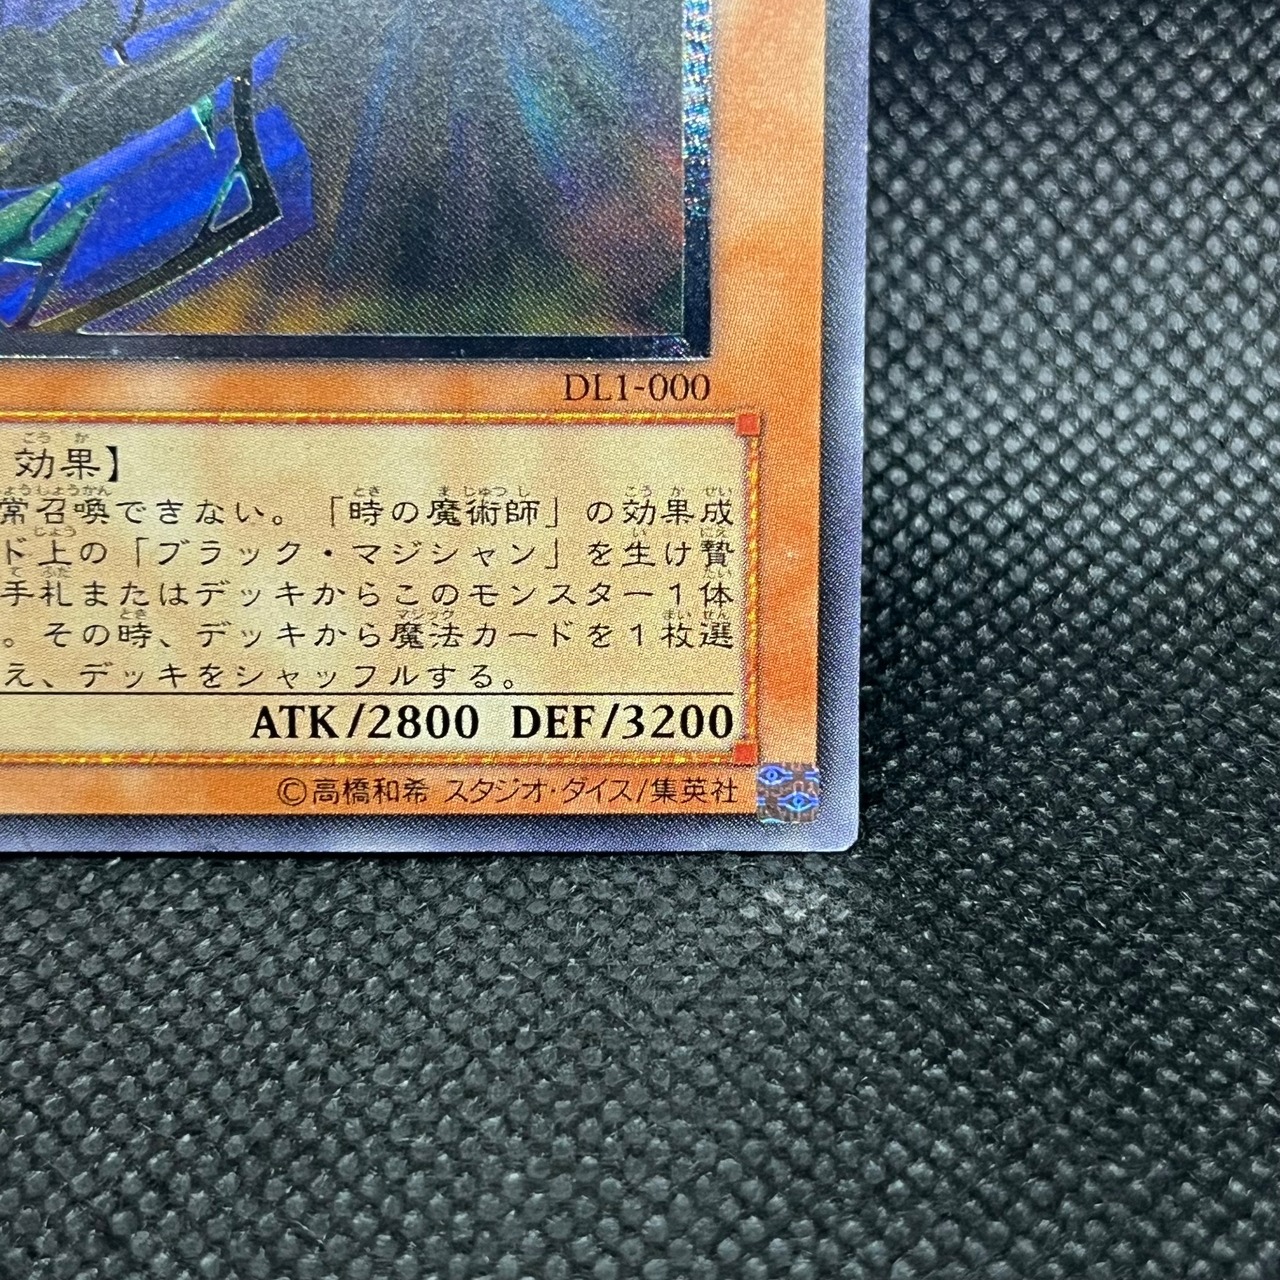 DL1-000
効果】
常召喚できない。「時の魔術師」の効果成
ド上の「ブラック・マジシャン」を生け贄
手札またはデッキからこのモンスター1体
。その時、デッキから魔法カードを1枚選
え、デッキをシャッフルする。
ATK/2800 DEF/3200
©高橋和希 スタジオ・ダイス/集英社